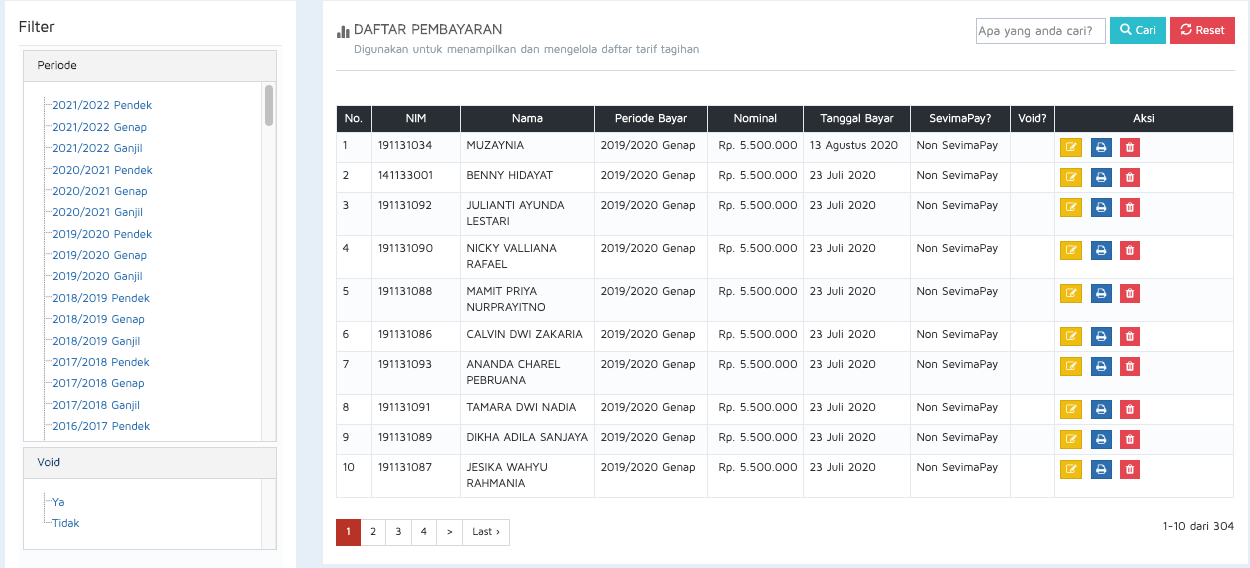 Filter
Periode
2021/2022 Pendek
2021/2022 Genap
2021/2022 Ganjil
2020/2021 Pendek
2020/2021 Genap
2020/2021 Ganjil
2019/2020 Pendek
2019/2020 Genap
2019/2020 Ganjil
2018/2019 Pendek
2018/2019 Genap
2018/2019 Ganjil
2017/2018 Pendek
2017/2018 Genap
2017/2018 Ganjil
2016/2017 Pendek
Void
Ya
Tidak
DAFTAR PEMBAYARAN
Digunakan untuk menampilkan dan mengelola daftar tarif tagihan
Apa yang anda cari? Cari Reset
No. NIM Nama Periode Bayar Nominal Tanggal Bayar SevimaPay? Void? Aksi
1 191131034 MUZAYNIA 2019/2020 Genap Rp. 5.500.000 13 Agustus 2020 Non SevimaPay
2 141133001 BENNY HIDAYAT 2019/2020 Genap Rp. 5.500.000 23 Juli 2020 Non SevimaPay
3 191131092 JULIANTI AYUNDA 2019/2020 Genap Rp. 5.500.000 23 Juli 2020 Non SevimaPay
LESTARI
4 191131090 NICKY VALLIANA 2019/2020 Genap Rp. 5.500.000 23 Juli 2020 Non SevimaPay
RAFAEL
5 191131088 MAMIT PRIYA 2019/2020 Genap Rp. 5.500.000 23 Juli 2020 Non SevimaPay
NURPRAYITNO
6 191131086 CALVIN DWI ZAKARIA 2019/2020 Genap Rp. 5.500.000 23 Juli 2020 Non SevimaPay
7 191131093 ANANDA CHAREL 2019/2020 Genap Rp. 5.500.000 23 Juli 2020 Non SevimaPay
PEBRUANA
8 191131091 TAMARA DWI NADIA 2019/2020 Genap Rp. 5.500.000 23 Juli 2020 Non SevimaPay
9 191131089 DIKHA ADILA SANJAYA 2019/2020 Genap Rp. 5.500.000 23 Juli 2020 Non SevimaPay
10 191131087 JESIKA WAHYU 2019/2020 Genap Rp. 5.500.000 23 Juli 2020 Non SevimaPay
RAHMANIA
1 2 3 4 > Last ›
1-10 dari 304